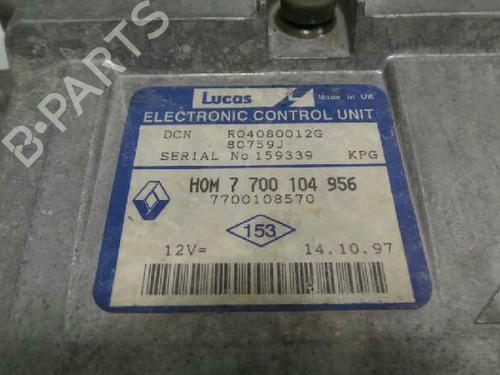 Lucas Made in UK
ELECTRONIC CONTROL UNIT
DCN R04080012G
80759J
SERIAL No 159339 KPG
HOM 7 700 104 956
7700108570
153
12V= 14.10.97
B-PARTS